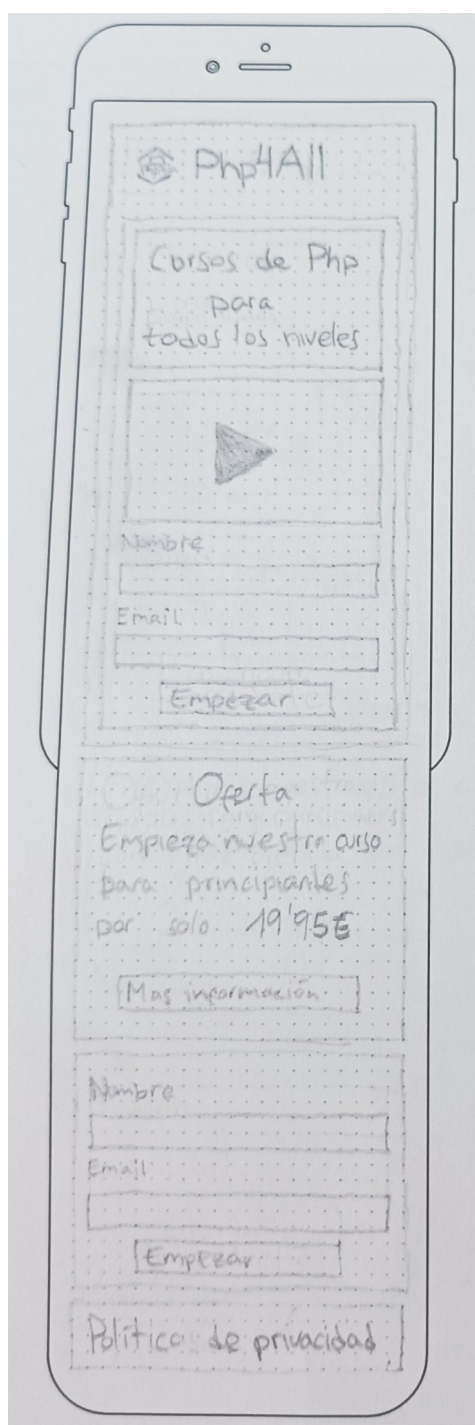 Php4All
Cursos de Php
para
todos los niveles
Nombre
Email
Empezar
Oferta
Empieza nuestro curso
para principiantes
por solo 19'95€
Mas información
Nombre
Email
Empezar
Política de privacidad